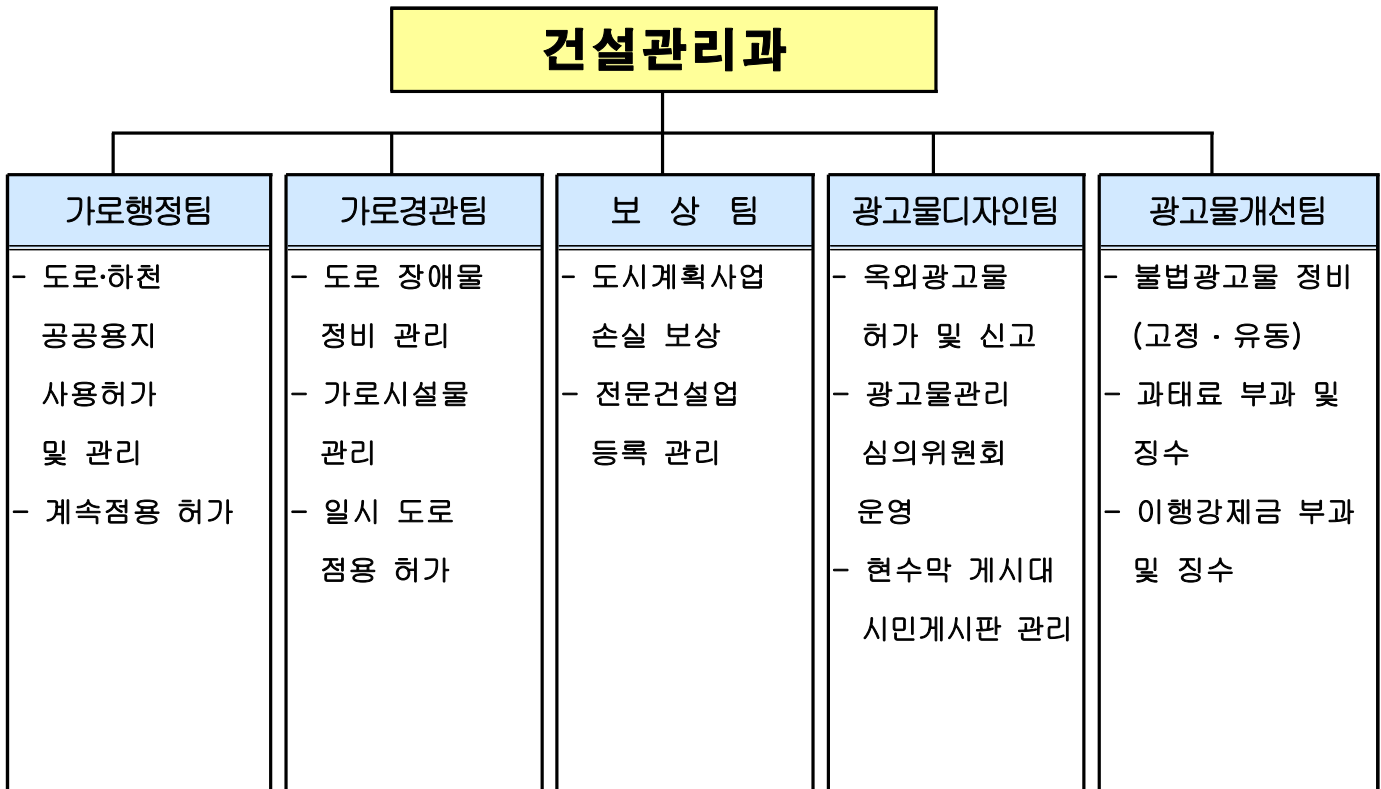 건설관리과
가로행정팀
- 도로·하천
공공용지
사용허가
및 관리
- 계속점용 허가
가로경관팀
- 도로 장애물
정비 관리
- 가로시설물
관리
- 일시 도로
점용 허가
보 상 팀
- 도시계획사업
손실 보상
- 전문건설업
등록 관리
광고물디자인팀
- 옥외광고물
허가 및 신고
- 광고물관리
심의위원회
운영
- 현수막 게시대
시민게시판 관리
광고물개선팀
- 불법광고물 정비
(고정 · 유동)
- 과태료 부과 및
징수
- 이행강제금 부과
및 징수